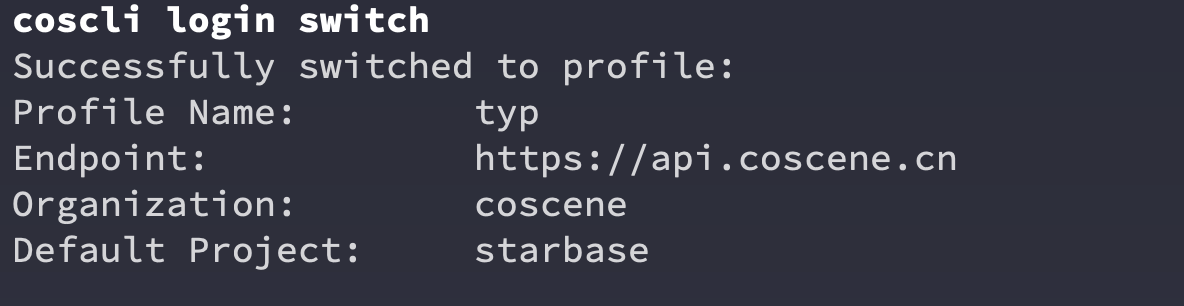 coscli login switch
Successfully switched to profile:
Profile Name: typ
Endpoint: https://api.coscene.cn
Organization: coscene
Default Project: starbase